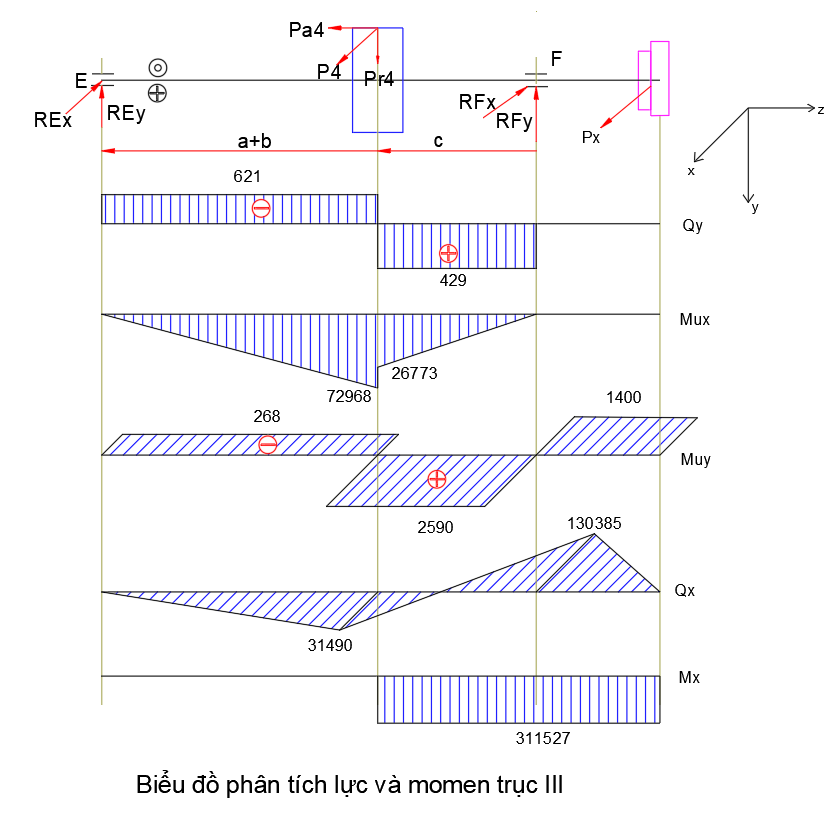 Pa4
P4
Pr4
E
F
REx
REy
RFx
RFy
Px
z
x
y
a+b
c
621
Qy
429
Mux
26773
72968
268
1400
Muy
2590
130385
Qx
31490
Mx
311527
Biểu đồ phân tích lực và momen trục III